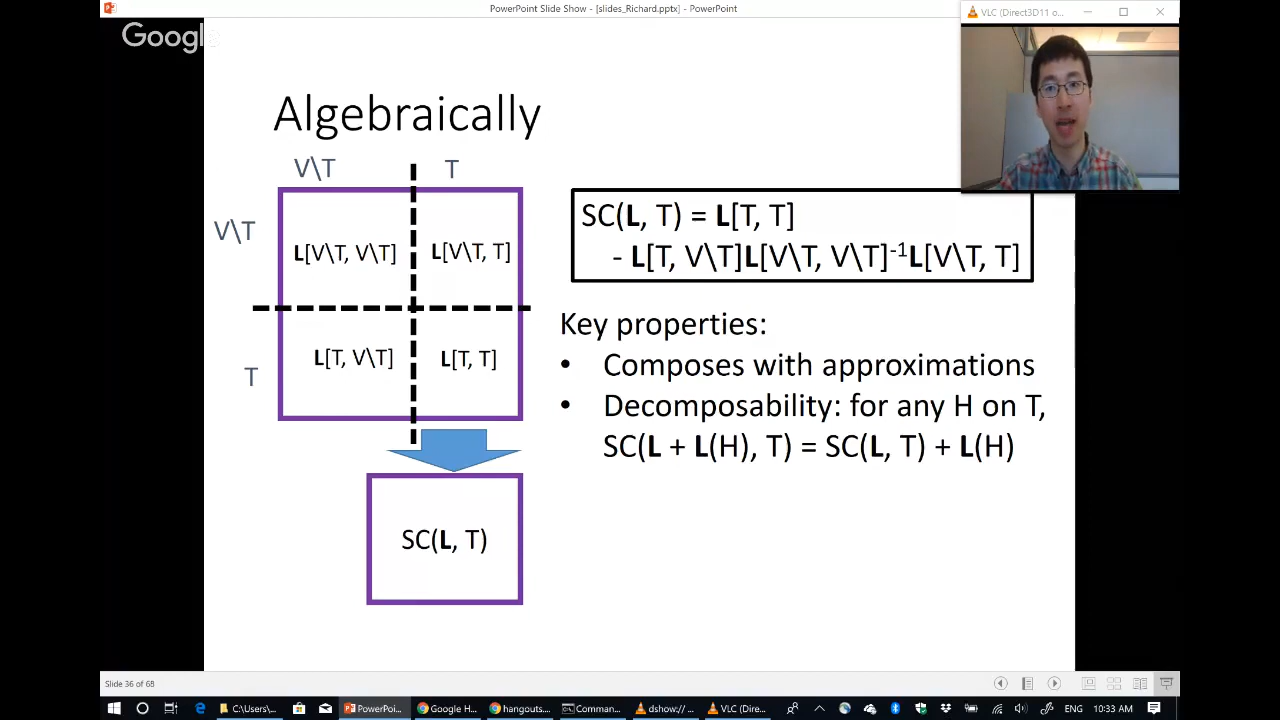 PowerPoint Slide Show - [slides_Richard.pptx] - PowerPoint
VLC (Direct3D11 o...
Google
Algebraically
V\T
T
V\T
L[V\T, V\T]
L[V\T, T]
T
L[T, V\T]
L[T, T]
SC(L, T)
SC(L, T) = L[T, T]
- L[T, V\T]L[V\T, V\T]⁻¹L[V\T, T]
Key properties:
• Composes with approximations
• Decomposability: for any H on T,
SC(L + L(H), T) = SC(L, T) + L(H)
Slide 36 of 68
C:\Users\...
PowerPoi...
Google H...
hangouts...
Comman...
dshow:// ...
VLC (Dire...
ENG
10:33 AM